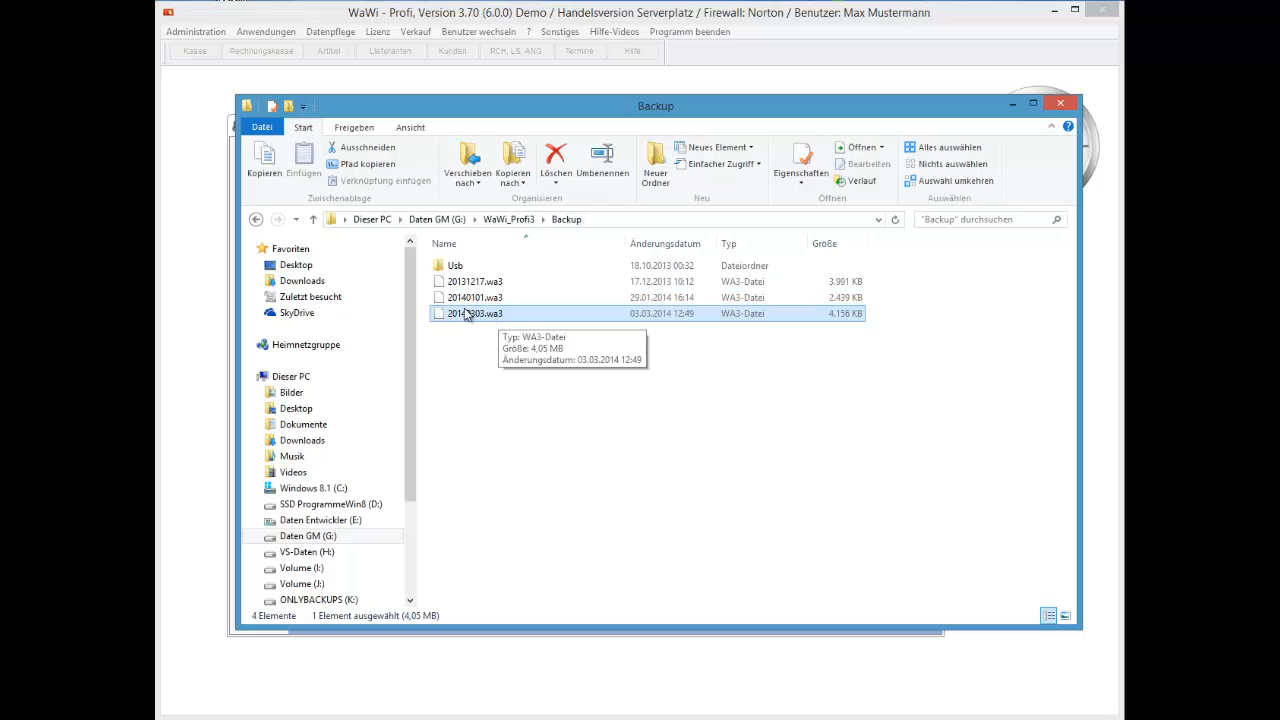 WaWi - Profi, Version 3.70 (6.0.0) Demo / Handelsversion Serverplatz / Firewall: Norton / Benutzer: Max Mustermann
Administration Anwendungen Datenpflege Lizenz Verkauf Benutzer wechseln ? Sonstiges Hilfe-Videos Programm beenden
Kasse Rechnungskasse Artikel Lieferanten Kunden RCH, LS, ANG Termine Hilfe
Backup
Datei Start Freigeben Ansicht
Kopieren
Einfügen
Ausschneiden
Pfad kopieren
Verknüpfung einfügen
Zwischenablage
Verschieben nach
Kopieren nach
Löschen
Umbenennen
Organisieren
Neuer Ordner
Neues Element
Einfacher Zugriff
Neu
Eigenschaften
Öffnen
Bearbeiten
Verlauf
Öffnen
Alles auswählen
Nichts auswählen
Auswahl umkehren
Auswählen
Dieser PC Daten GM (G:) WaWi_Profi3 Backup
"Backup" durchsuchen
Favoriten
Desktop
Downloads
Zuletzt besucht
SkyDrive
Heimnetzgruppe
Dieser PC
Bilder
Desktop
Dokumente
Downloads
Musik
Videos
Windows 8.1 (C:)
SSD ProgrammeWin8 (D:)
Daten Entwickler (E:)
Daten GM (G:)
VS-Daten (H:)
Volume (I:)
Volume (J:)
ONLYBACKUPS (K:)
Name Änderungsdatum Typ Größe
Usb 18.10.2013 00:32 Dateiordner
20131217.wa3 17.12.2013 10:12 WA3-Datei 3.991 KB
20140101.wa3 29.01.2014 16:14 WA3-Datei 2.439 KB
03.03.2014 12:49 WA3-Datei 4.156 KB
Typ: WA3-Datei
Größe: 4,05 MB
Änderungsdatum: 03.03.2014 12:49
4 Elemente 1 Element ausgewählt (4,05 MB)